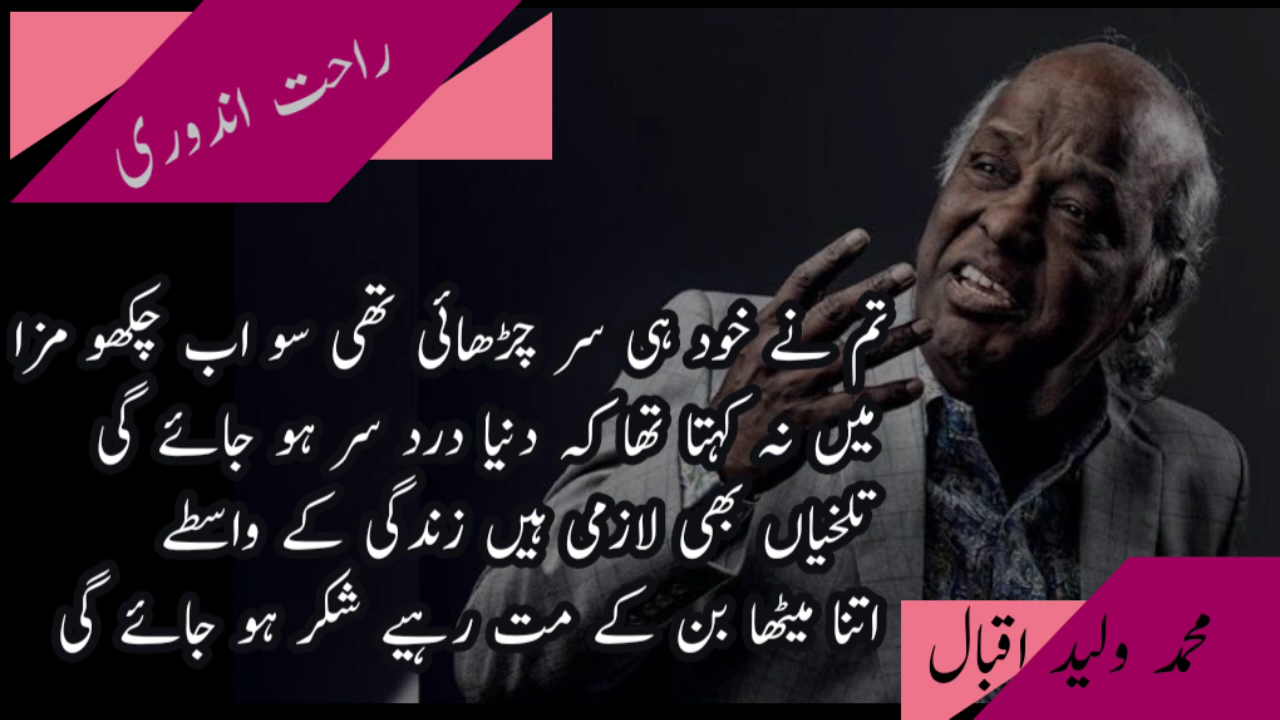 راحت اندوری
تم نے خود ہی سر چڑھائی تھی سو اب چکھو مزا
میں نہ کہتا تھا کہ دنیا درد سر ہو جائے گی
تلخیاں بھی لازمی ہیں زندگی کے واسطے
اتنا میٹھا بن کے مت رہیے شکر ہو جائے گی
محمد ولید اقبال